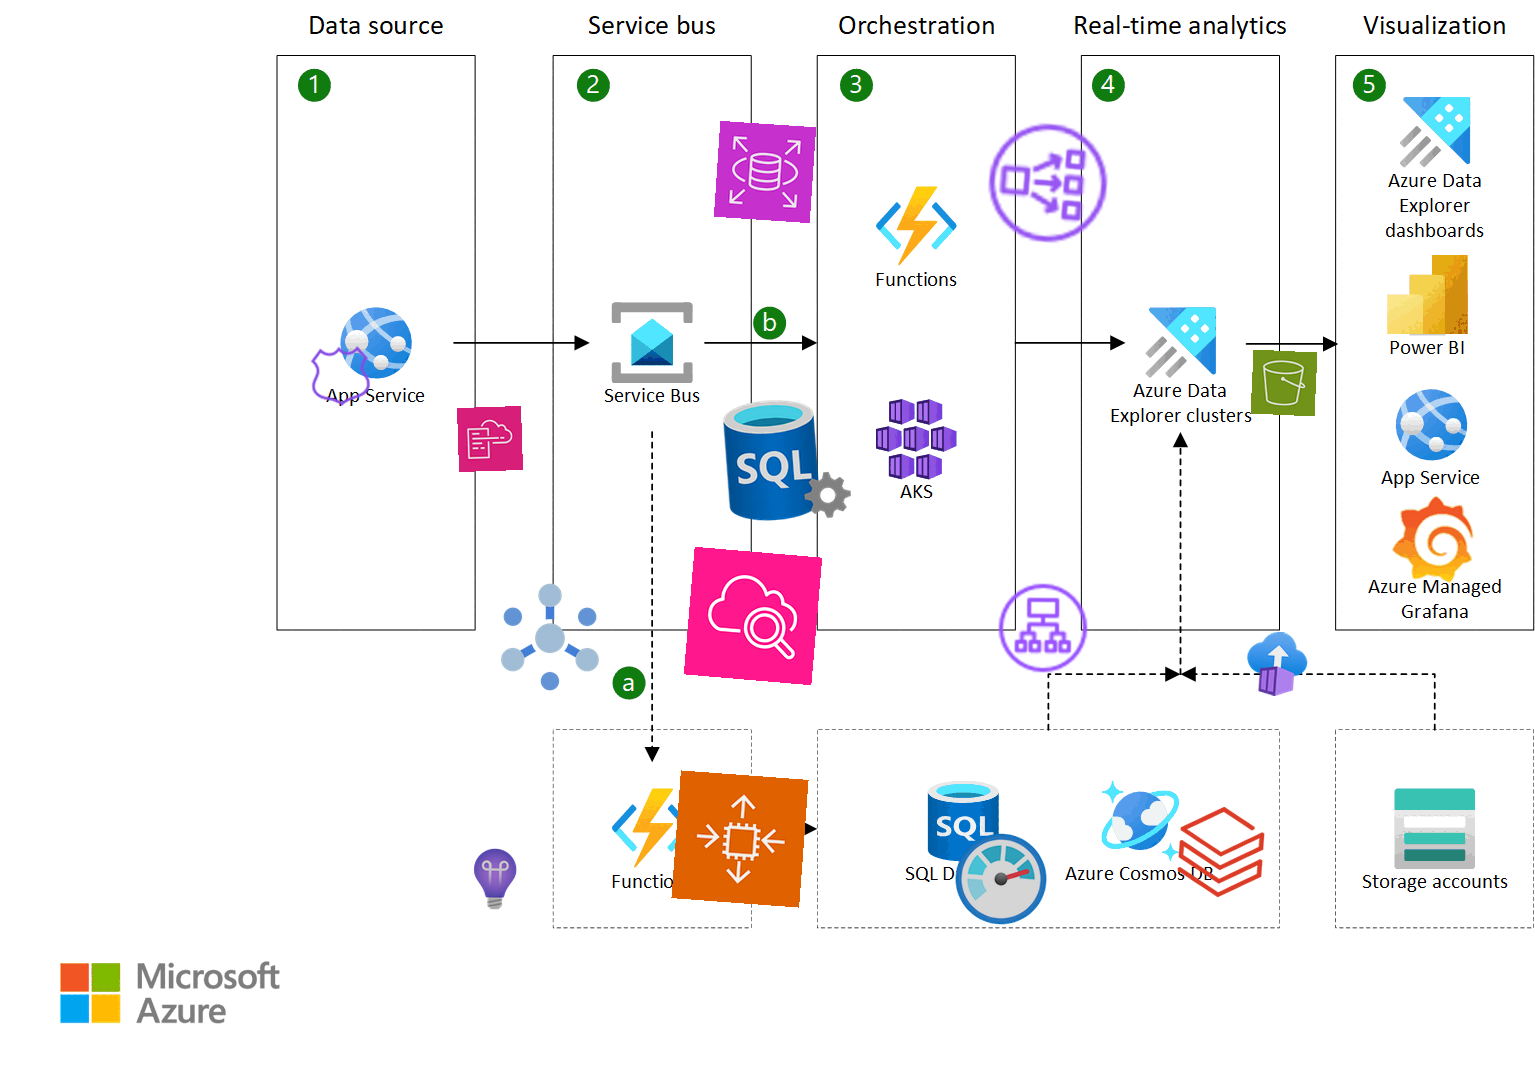 Data source
Service bus
Orchestration
Real-time analytics
Visualization
1
2
3
4
5
Azure Data
Explorer
dashboards
Functions
Power BI
b
App Service
Service Bus
Azure Data
Explorer clusters
SQL
AKS
App Service
Azure Managed
Grafana
a
SQL
SQL
Azure Cosmos DB
Storage accounts
Microsoft
Azure